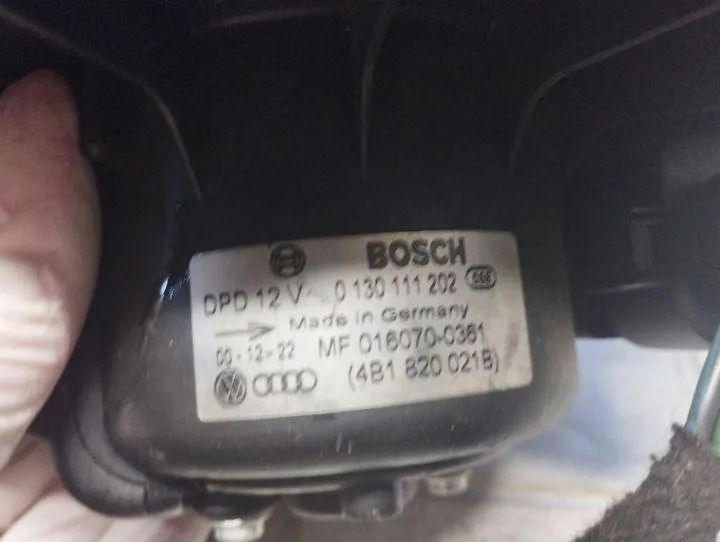 BOSCH
DPD 12 V 0 130 111 202
Made in Germany
00-12-22 MF 016070-0361
(4B1 820 021B)